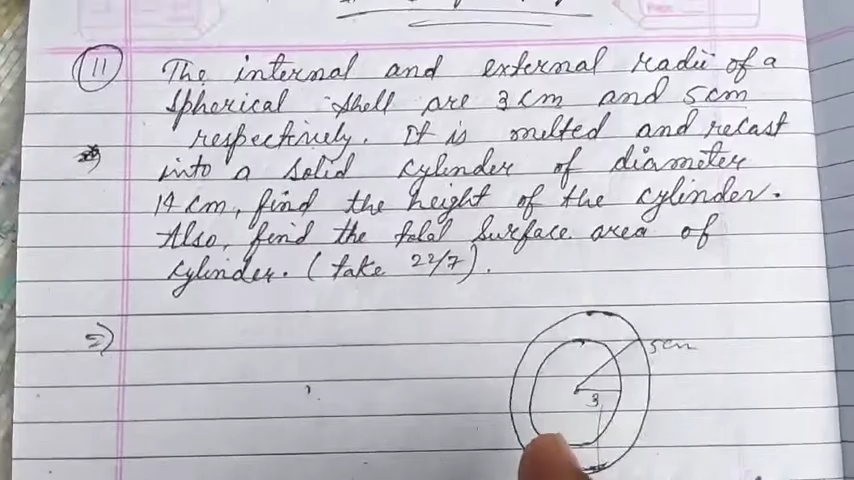 11 The internal and external radii of a
spherical shell are 3 cm and 5 cm
respectively. It is melted and recast
into a solid cylinder of diameter
14 cm, find the height of the cylinder.
Also, find the total surface area of
cylinder. (take 22/7).
=)
5cm
3